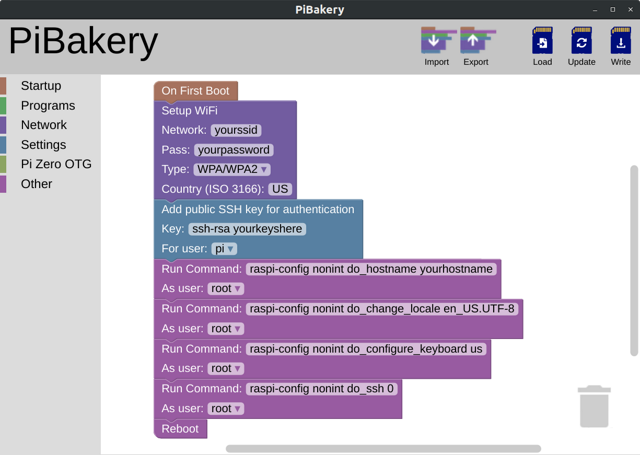 PiBakery
PiBakery
Import
Export
Load
Update
Write
Startup
Programs
Network
Settings
Pi Zero OTG
Other
On First Boot
Setup WiFi
Network: yourssid
Pass: yourpassword
Type: WPA/WPA2
Country (ISO 3166): US
Add public SSH key for authentication
Key: ssh-rsa yourkeyshere
For user: pi
Run Command: raspi-config nonint do_hostname yourhostname
As user: root
Run Command: raspi-config nonint do_change_locale en_US.UTF-8
As user: root
Run Command: raspi-config nonint do_configure_keyboard us
As user: root
Run Command: raspi-config nonint do_ssh 0
As user: root
Reboot